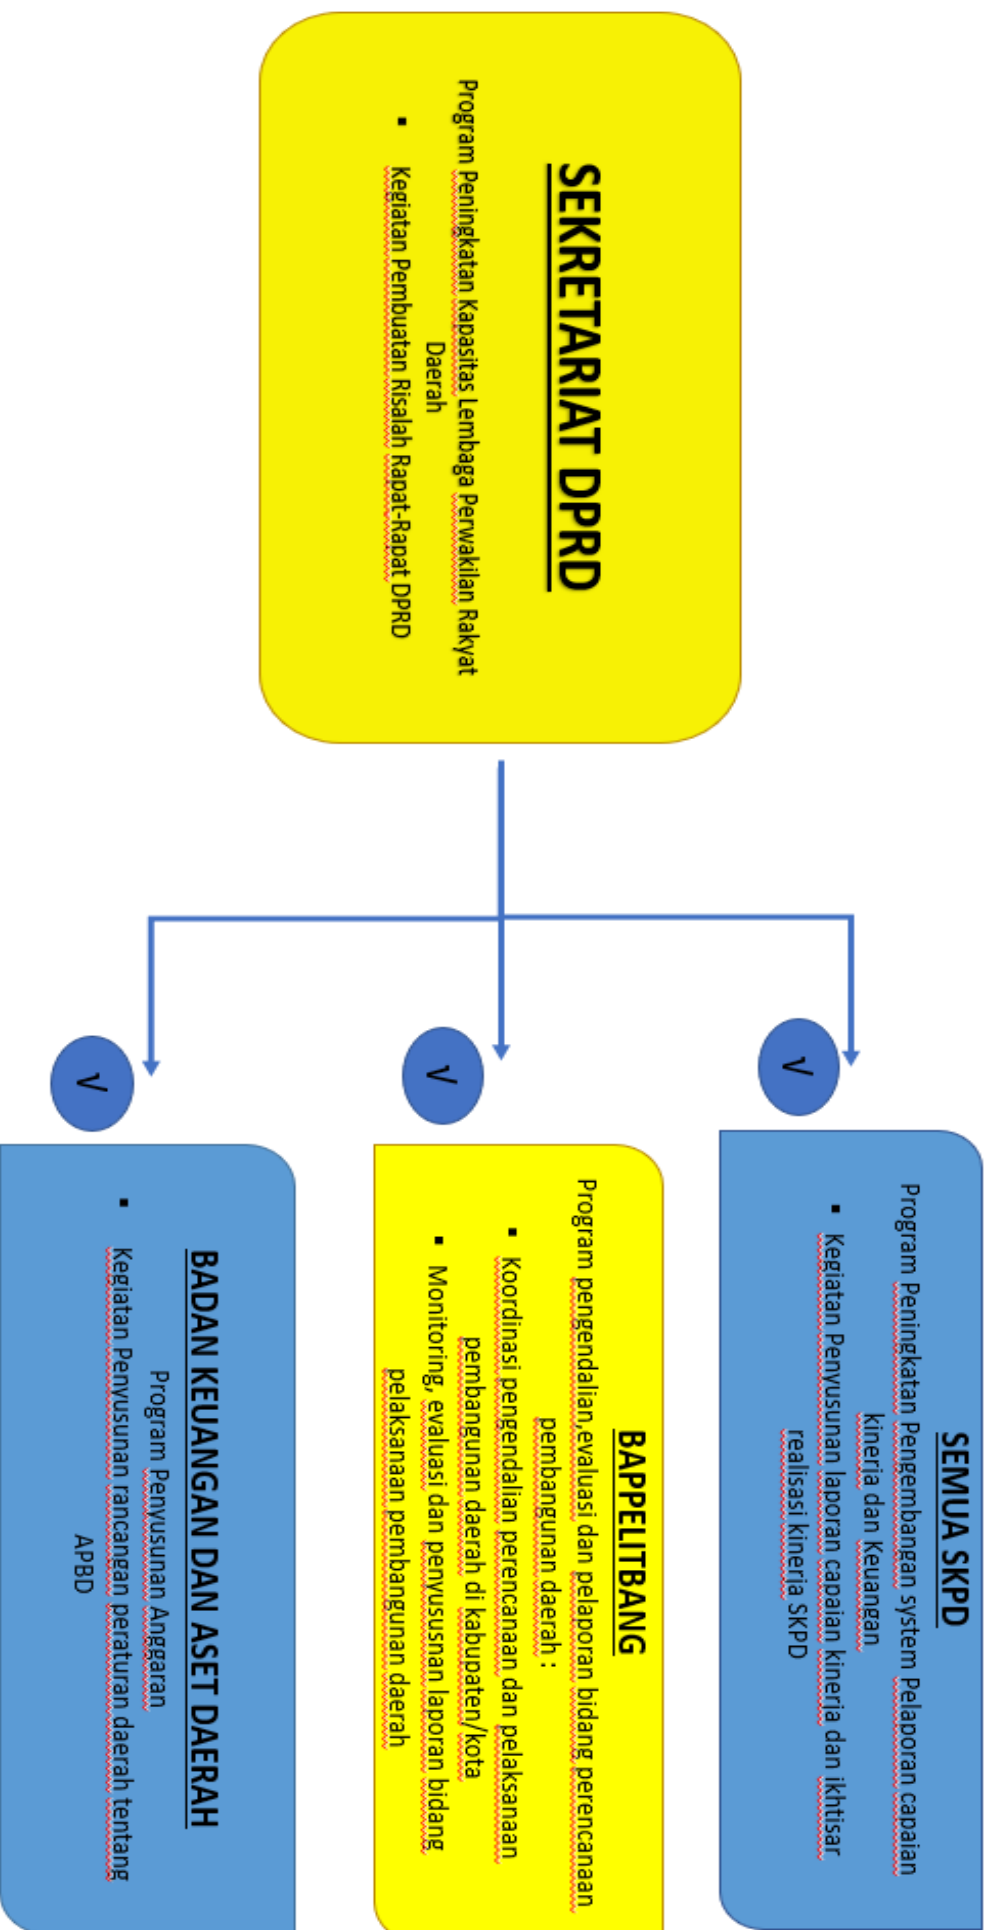 SEKRETARIAT DPRD
Program Peningkatan Kapasitas Lembaga Perwakilan Rakyat
Daerah
▪ Kegiatan Pembuatan Risalah Rapat-Rapat DPRD
√
SEMUA SKPD
Program Peningkatan Pengembangan system Pelaporan capaian
kinerja dan Keuangan
▪ Kegiatan Penyusunan laporan capaian kinerja dan ikhtisar
realisasi kinerja SKPD
√
BAPPELITBANG
Program pengendalian,evaluasi dan pelaporan bidang perencanaan
pembangunan daerah :
▪ Koordinasi pengendalian perencanaan dan pelaksanaan
pembangunan daerah di kabupaten/kota
▪ Monitoring, evaluasi dan penyususnan laporan bidang
pelaksanaan pembangunan daerah
√
BADAN KEUANGAN DAN ASET DAERAH
Program Penyusunan Anggaran
▪ Kegiatan Penyusunan rancangan peraturan daerah tentang
APBD